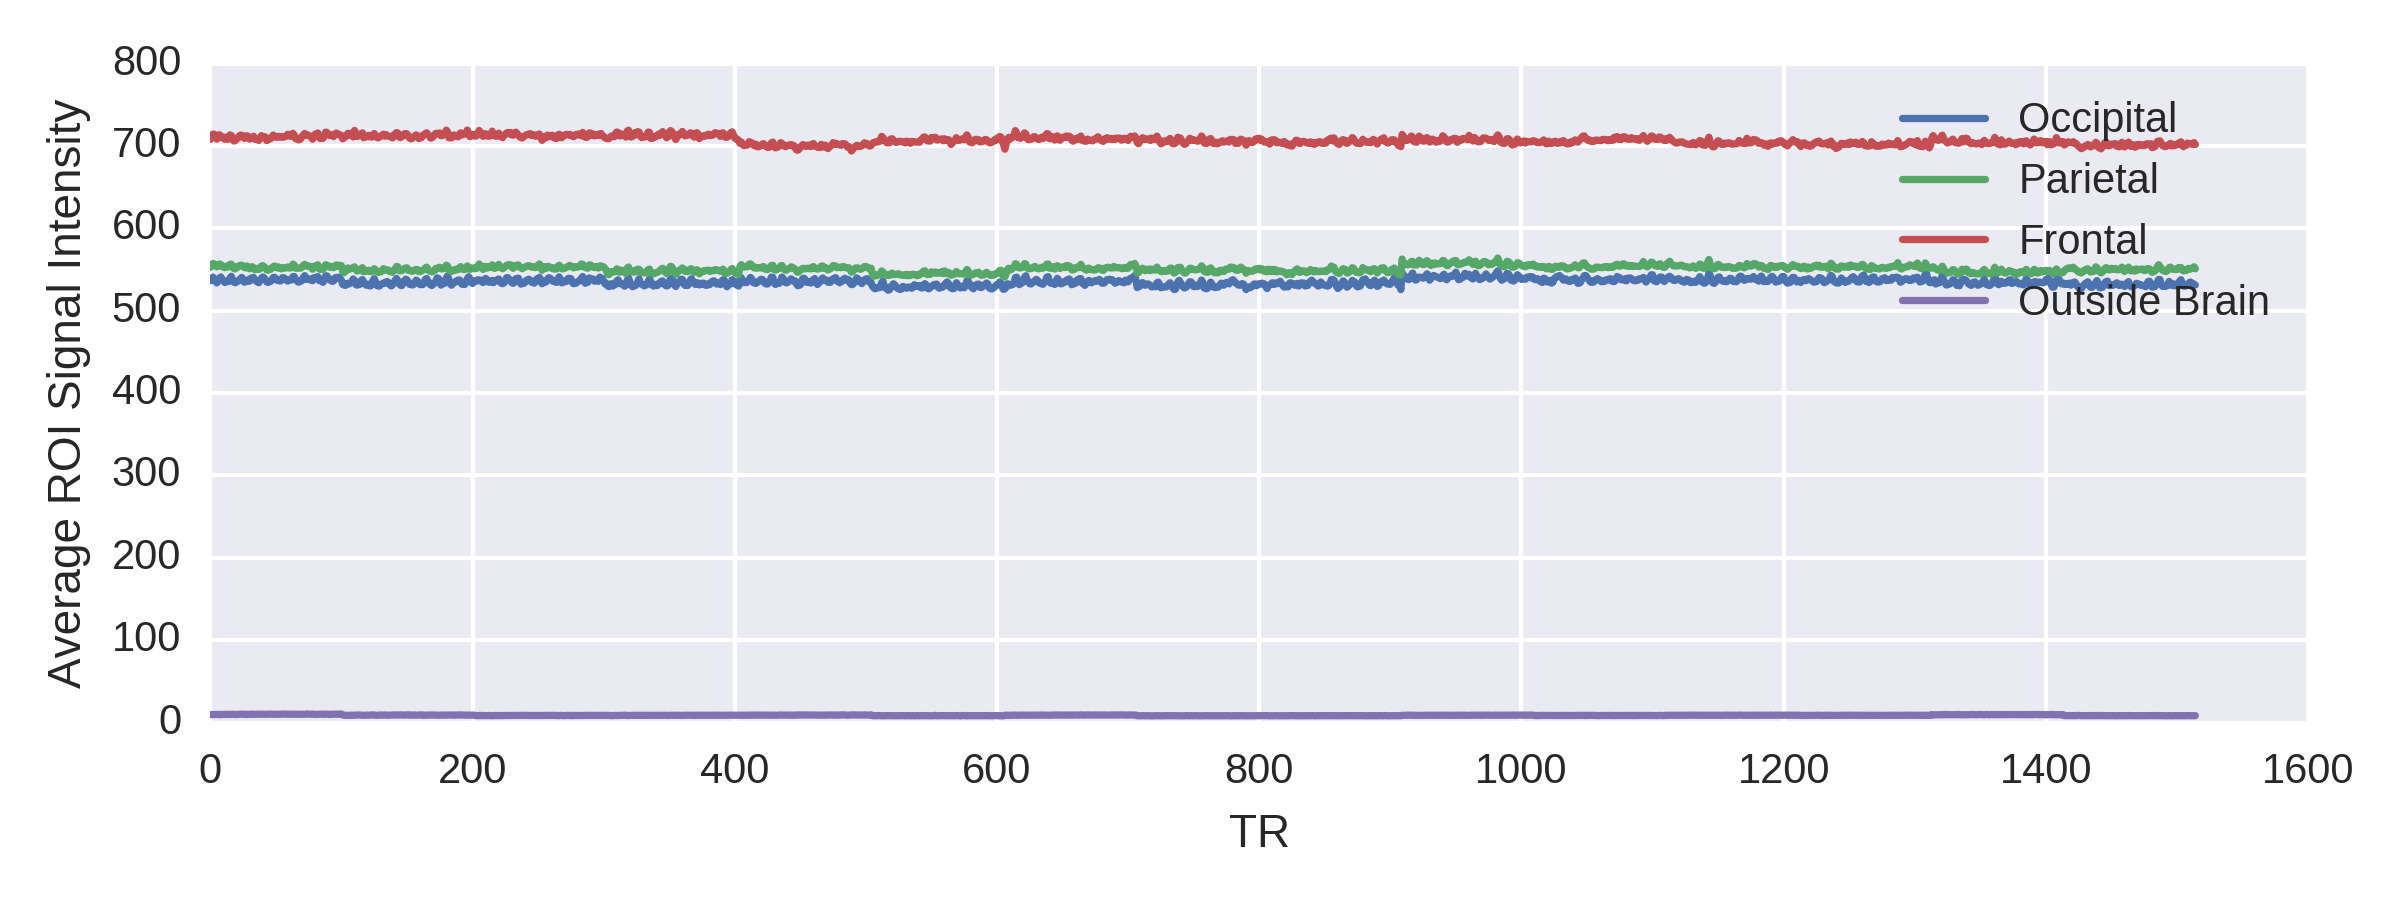 Average ROI Signal Intensity
800
700
600
500
400
300
200
100
0
Occipital
Parietal
Frontal
Outside Brain
0 200 400 600 800 1000 1200 1400 1600
TR